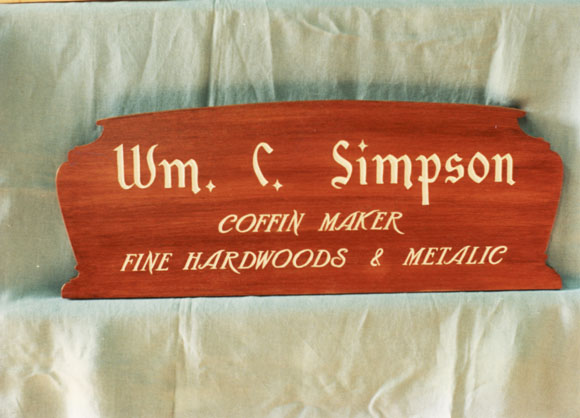 Wm. C. Simpson
COFFIN MAKER
FINE HARDWOODS & METALIC